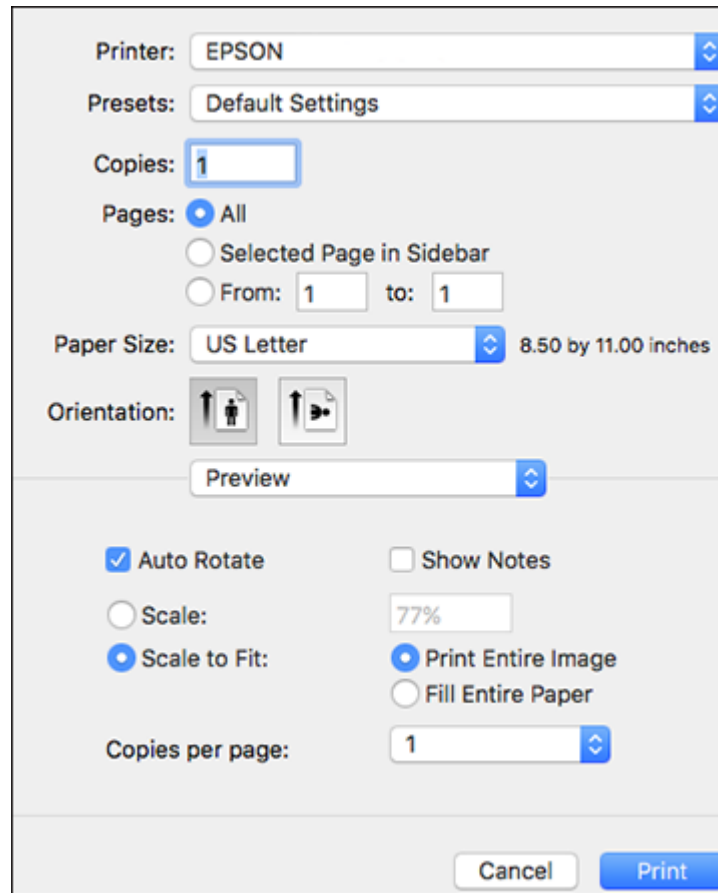 Printer: EPSON
Presets: Default Settings
Copies: 1
Pages: All
Selected Page in Sidebar
From: 1 to: 1
Paper Size: US Letter 8.50 by 11.00 inches
Orientation:
Preview
Auto Rotate Show Notes
Scale: 77%
Scale to Fit: Print Entire Image
Fill Entire Paper
Copies per page: 1
Cancel Print